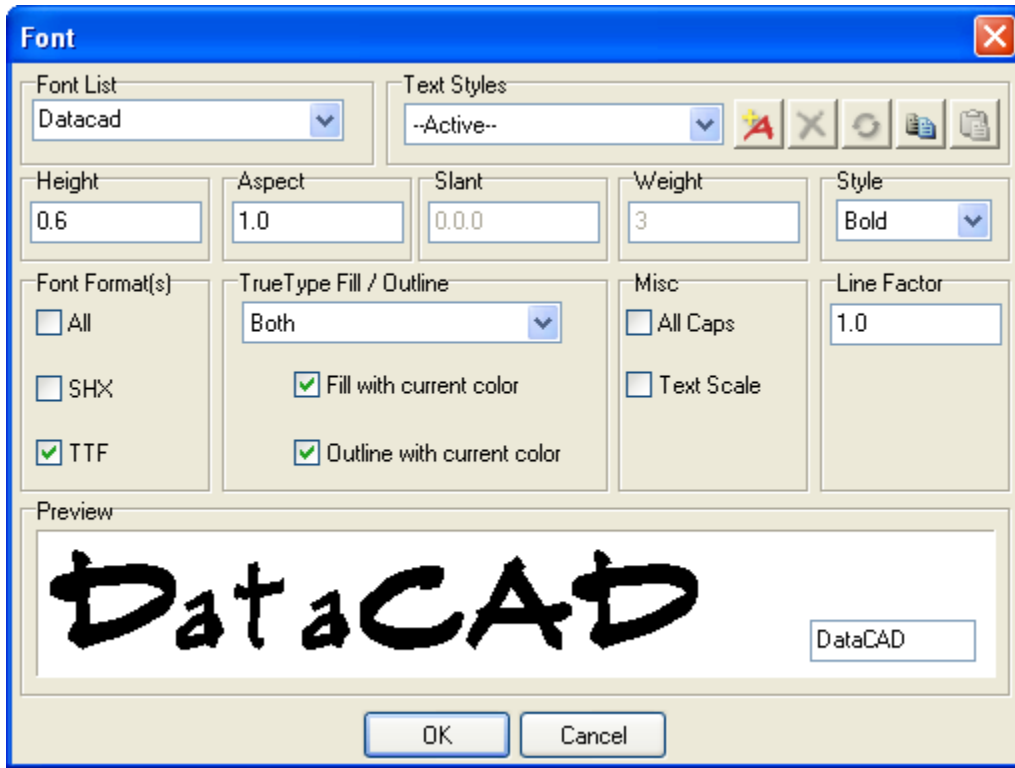 Font
Font List
Text Styles
Datacad
--Active--
Height
Aspect
Slant
Weight
Style
0.6
1.0
0.0.0
3
Bold
Font Format(s)
TrueType Fill / Outline
Misc
Line Factor
All
Both
All Caps
1.0
SHX
Fill with current color
Text Scale
TTF
Outline with current color
Preview
DataCAD
DataCAD
OK
Cancel